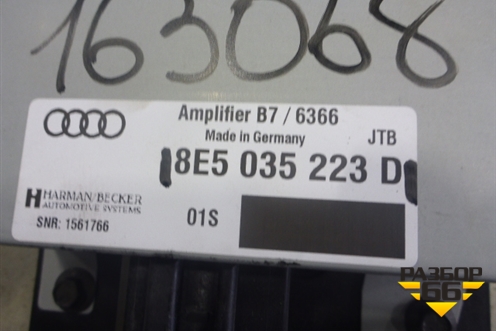 163068
Amplifier B7 / 6366
Made in Germany
JTB
8E5 035 223 D
HARMAN/BECKER
AUTOMOTIVE SYSTEMS
SNR: 1561766
01S
РАЗБОР
66